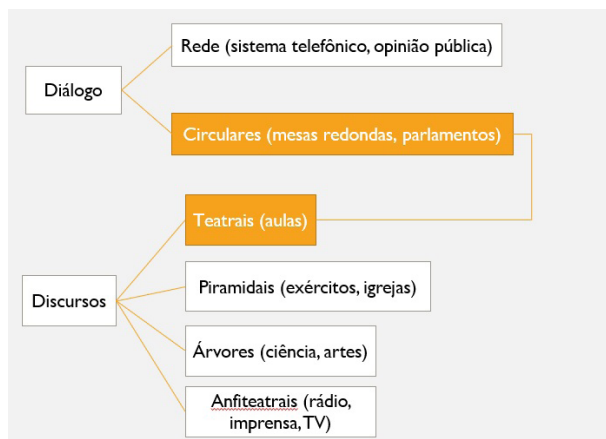 Rede (sistema telefônico, opinião pública)
Diálogo
Circulares (mesas redondas, parlamentos)
Teatrais (aulas)
Piramidais (exércitos, igrejas)
Discursos
Árvores (ciência, artes)
Anfiteatrais (rádio,
imprensa, TV)